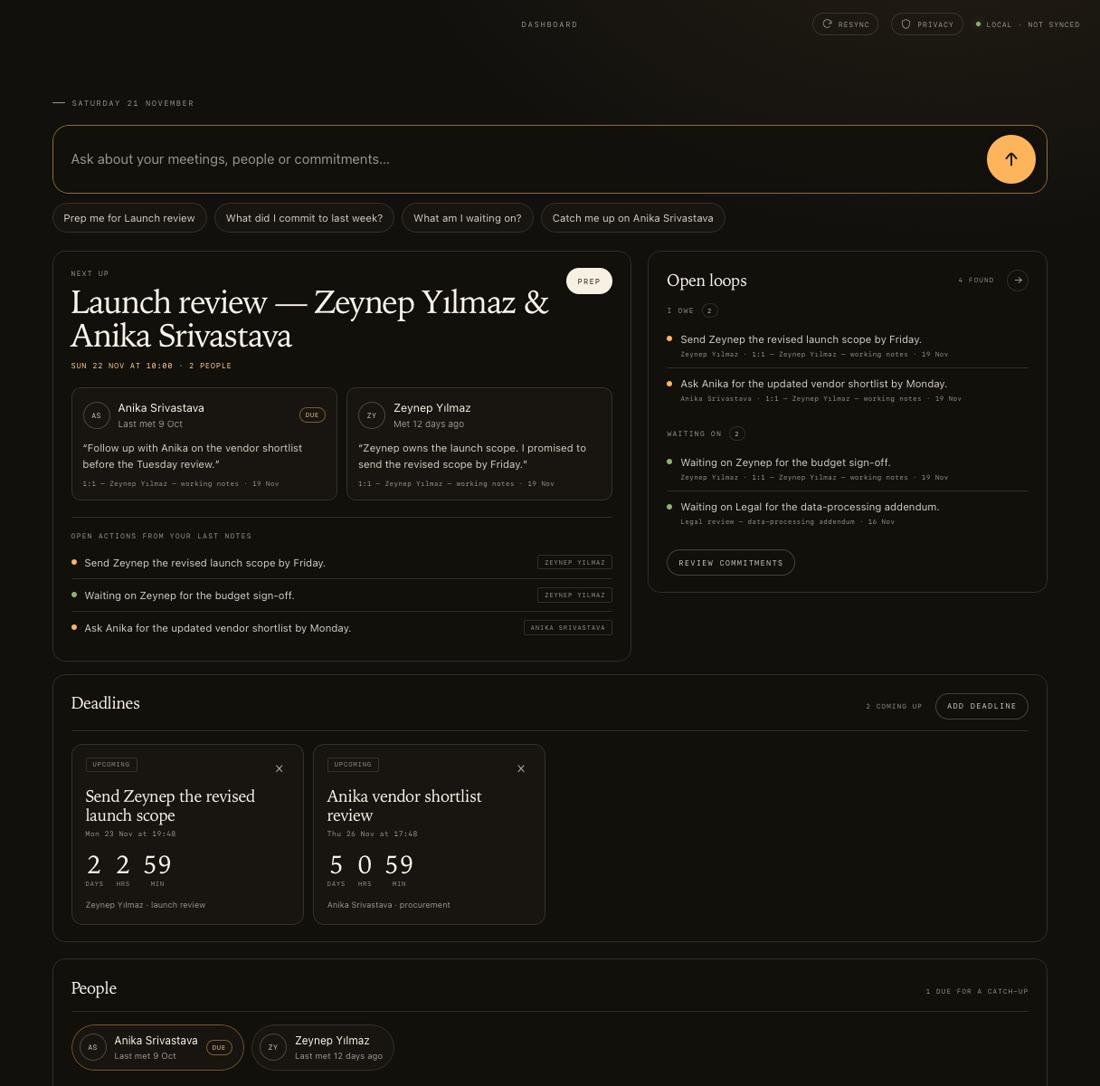 DASHBOARD
RESYNC
PRIVACY
LOCAL · NOT SYNCED
— SATURDAY 21 NOVEMBER
Ask about your meetings, people or commitments…
Prep me for Launch review
What did I commit to last week?
What am I waiting on?
Catch me up on Anika Srivastava
NEXT UP
PREP
Launch review — Zeynep Yılmaz &
Anika Srivastava
SUN 22 NOV AT 10:00 · 2 PEOPLE
AS
Anika Srivastava
Last met 9 Oct
DUE
“Follow up with Anika on the vendor shortlist
before the Tuesday review.”
1:1 — Zeynep Yılmaz — working notes · 19 Nov
ZY
Zeynep Yılmaz
Met 12 days ago
“Zeynep owns the launch scope. I promised to
send the revised scope by Friday.”
1:1 — Zeynep Yılmaz — working notes · 19 Nov
OPEN ACTIONS FROM YOUR LAST NOTES
Send Zeynep the revised launch scope by Friday.
ZEYNEP YILMAZ
Waiting on Zeynep for the budget sign-off.
ZEYNEP YILMAZ
Ask Anika for the updated vendor shortlist by Monday.
ANIKA SRIVASTAVA
Open loops
4 FOUND
I OWE 2
Send Zeynep the revised launch scope by Friday.
Zeynep Yılmaz · 1:1 — Zeynep Yılmaz — working notes · 19 Nov
Ask Anika for the updated vendor shortlist by Monday.
Anika Srivastava · 1:1 — Zeynep Yılmaz — working notes · 19 Nov
WAITING ON 2
Waiting on Zeynep for the budget sign-off.
Zeynep Yılmaz · 1:1 — Zeynep Yılmaz — working notes · 19 Nov
Waiting on Legal for the data-processing addendum.
Legal review — data-processing addendum · 16 Nov
REVIEW COMMITMENTS
Deadlines
2 COMING UP
ADD DEADLINE
UPCOMING
Send Zeynep the revised
launch scope
Mon 23 Nov at 19:48
2 2 59
DAYS HRS MIN
Zeynep Yılmaz · launch review
UPCOMING
Anika vendor shortlist
review
Thu 26 Nov at 17:48
5 0 59
DAYS HRS MIN
Anika Srivastava · procurement
People
1 DUE FOR A CATCH-UP
AS
Anika Srivastava
Last met 9 Oct
DUE
ZY
Zeynep Yılmaz
Last met 12 days ago